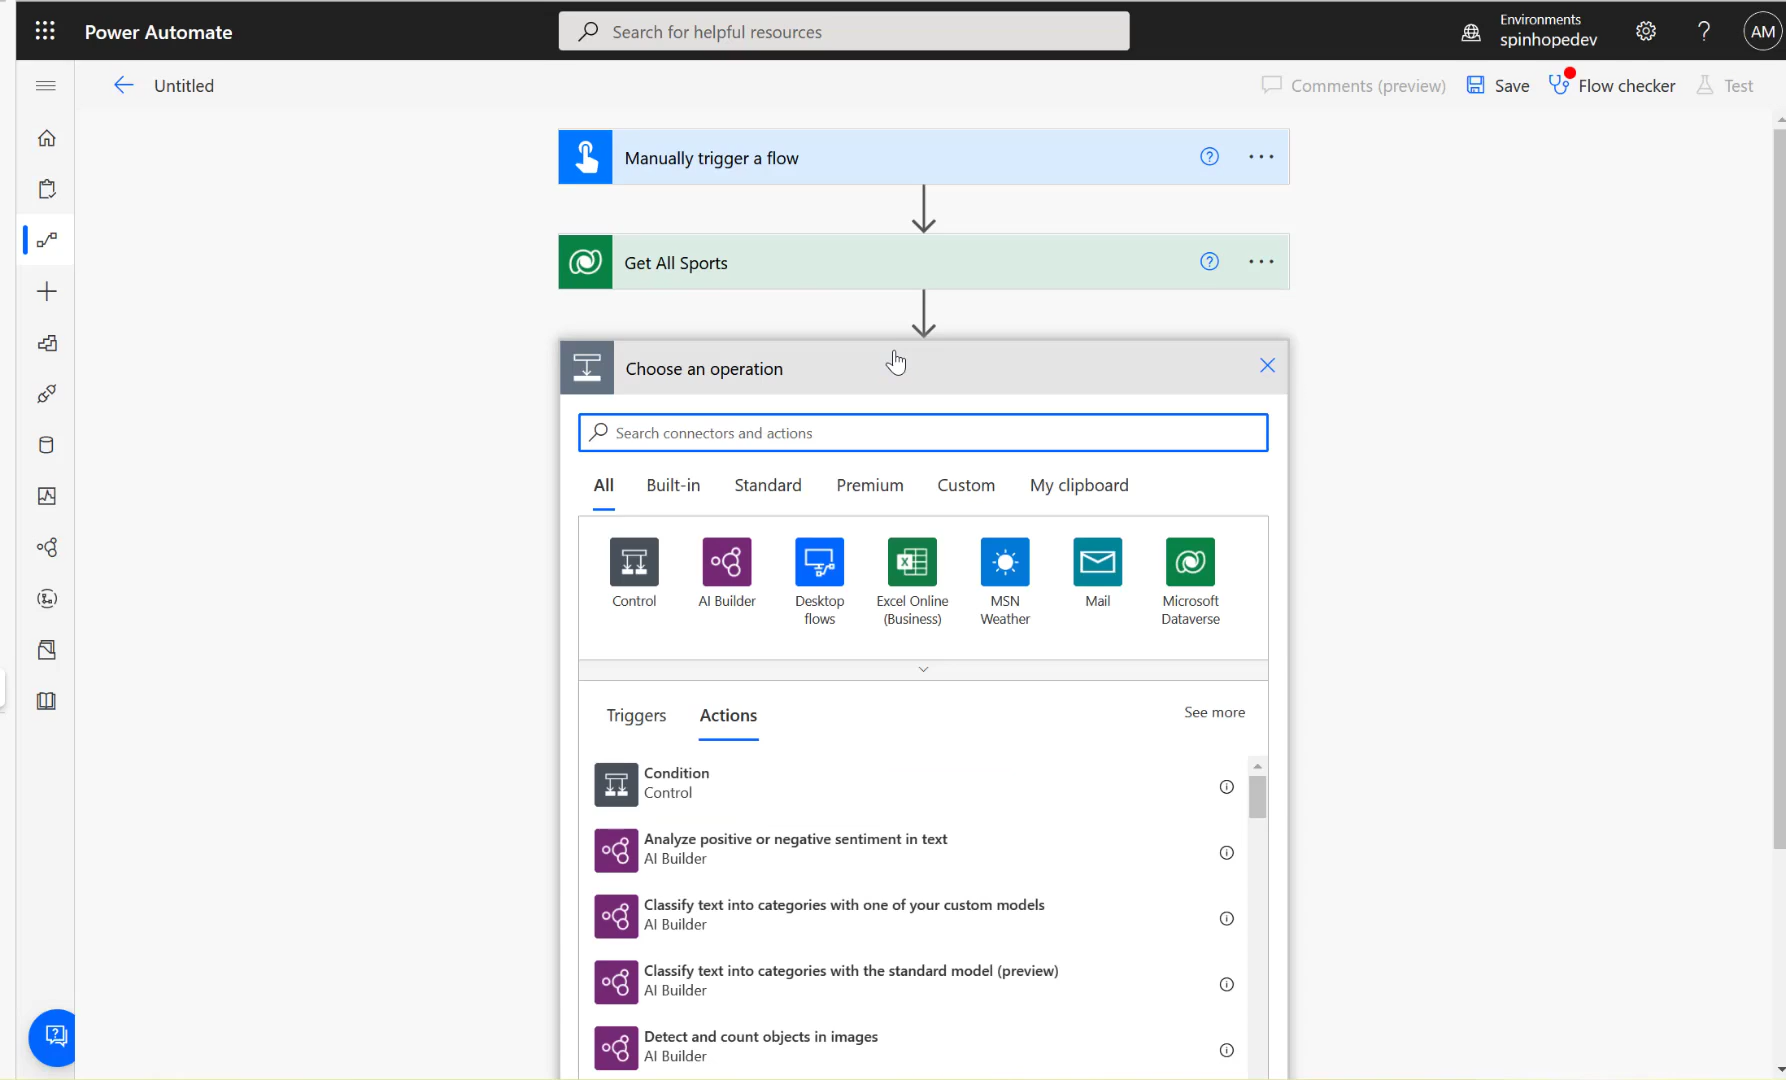 Power Automate
Search for helpful resources
Environments
spinhopedev
AM
Untitled
Comments (preview)
Save
Flow checker
Test
Manually trigger a flow
Get All Sports
Choose an operation
Search connectors and actions
All
Built-in
Standard
Premium
Custom
My clipboard
Control
AI Builder
Desktop
flows
Excel Online
(Business)
MSN
Weather
Mail
Microsoft
Dataverse
Triggers
Actions
See more
Condition
Control
Analyze positive or negative sentiment in text
AI Builder
Classify text into categories with one of your custom models
AI Builder
Classify text into categories with the standard model (preview)
AI Builder
Detect and count objects in images
AI Builder